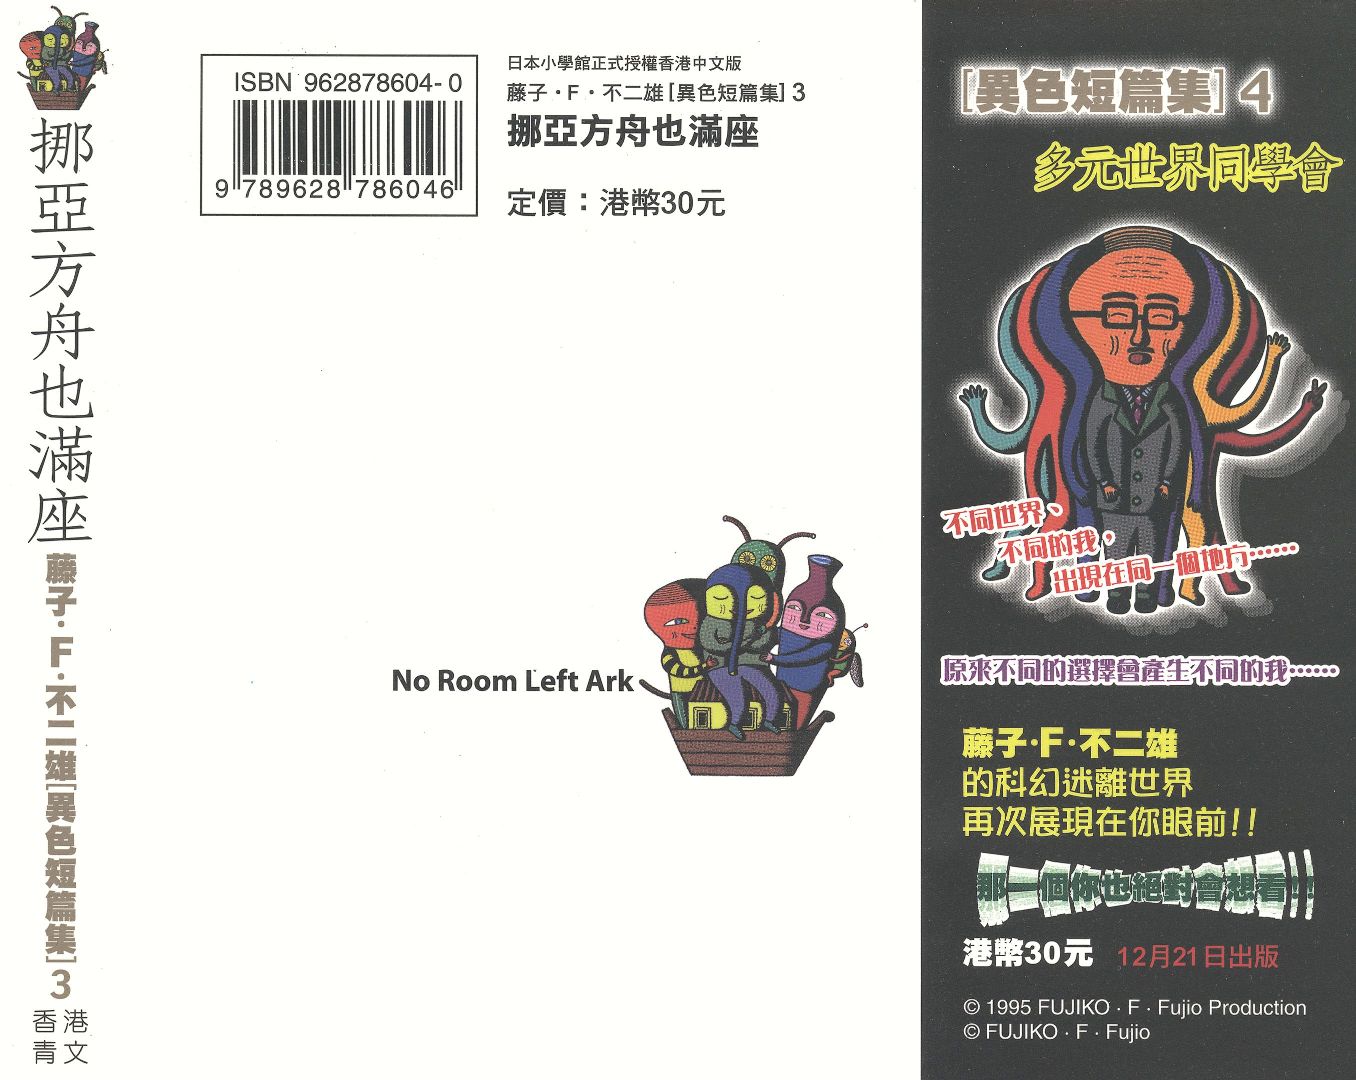 挪亞方舟也滿座
藤子・F・不二雄[異色短篇集]3
香港
青文
ISBN 962878604-0
9 789628 786046
日本小學館正式授權香港中文版
藤子・F・不二雄[異色短篇集]3
挪亞方舟也滿座
定價：港幣30元
No Room Left Ark
[異色短篇集]4
多元世界同學會
不同世界、
不同的我，
出現在同一個地方……
原來不同的選擇會產生不同的我……
藤子・F・不二雄
的科幻迷離世界
再次展現在你眼前!!
那一個你也絕對會想看!!
港幣30元 12月21日出版
© 1995 FUJIKO · F · Fujio Production
© FUJIKO · F · Fujio